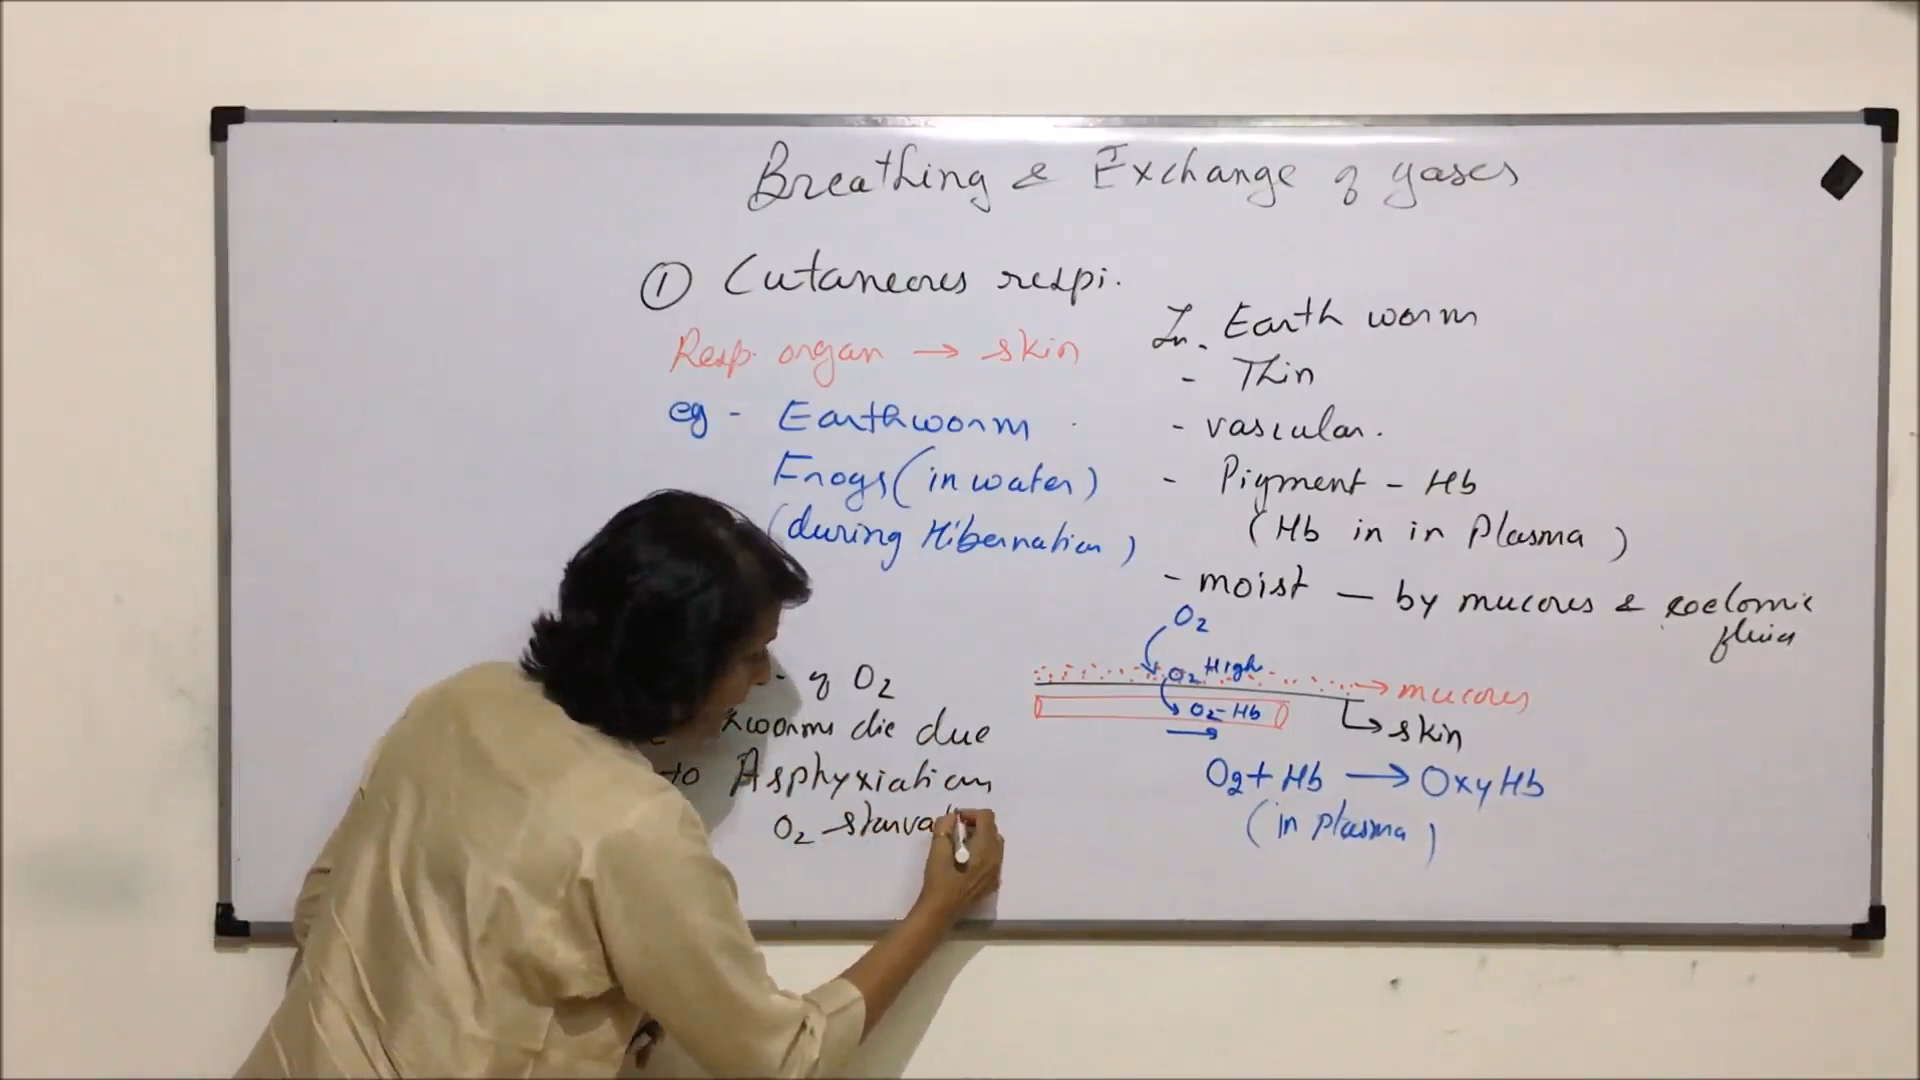 Breathing & Exchange of gases
① Cutaneous respi.
Resp. organ → skin
eg - Earthworm
Frogs (in water)
(during Hibernation)
In. Earth worm
- Thin
- vascular.
- Pigment - Hb
(Hb in in Plasma)
- moist — by mucous & coelomic
fluid
O₂
O₂ High
→ mucous
O₂-Hb
→ skin
O₂ + Hb → OxyHb
(in plasma)
of O₂
worms die due
to Asphyxiation
O₂ - starva